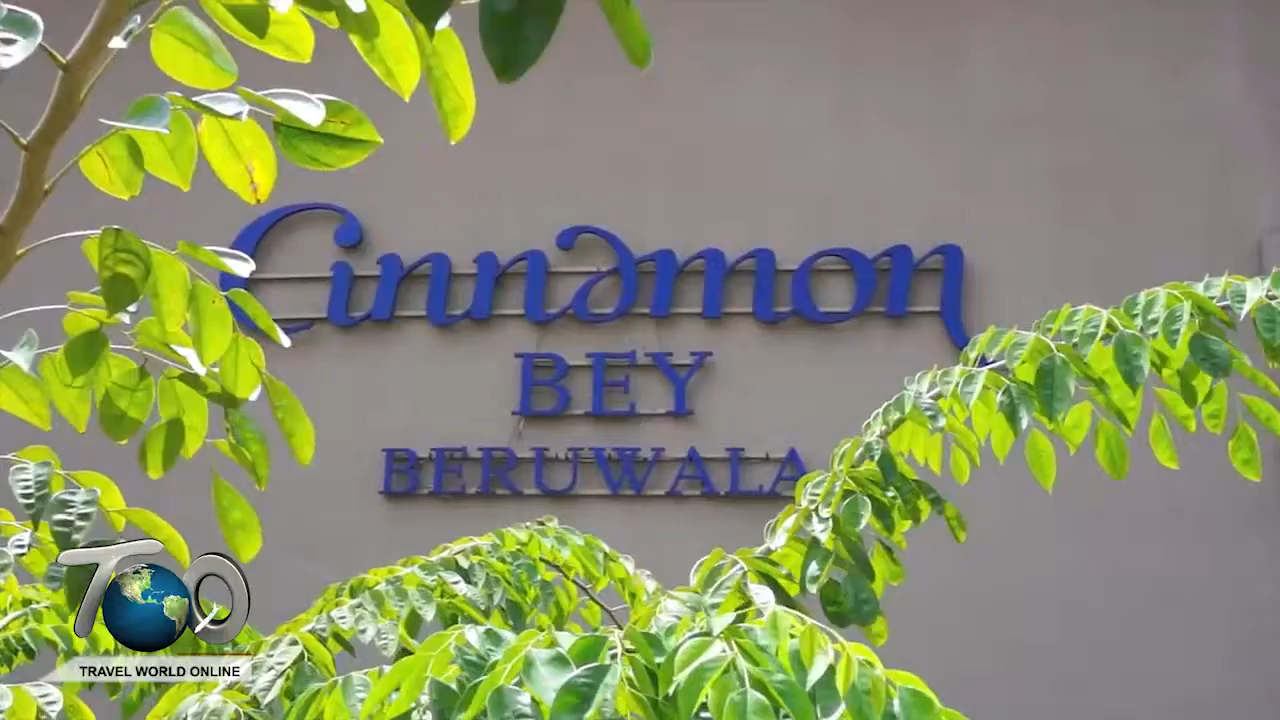 Cinnamon
BEY
BERUWALA
TWO
TRAVEL WORLD ONLINE